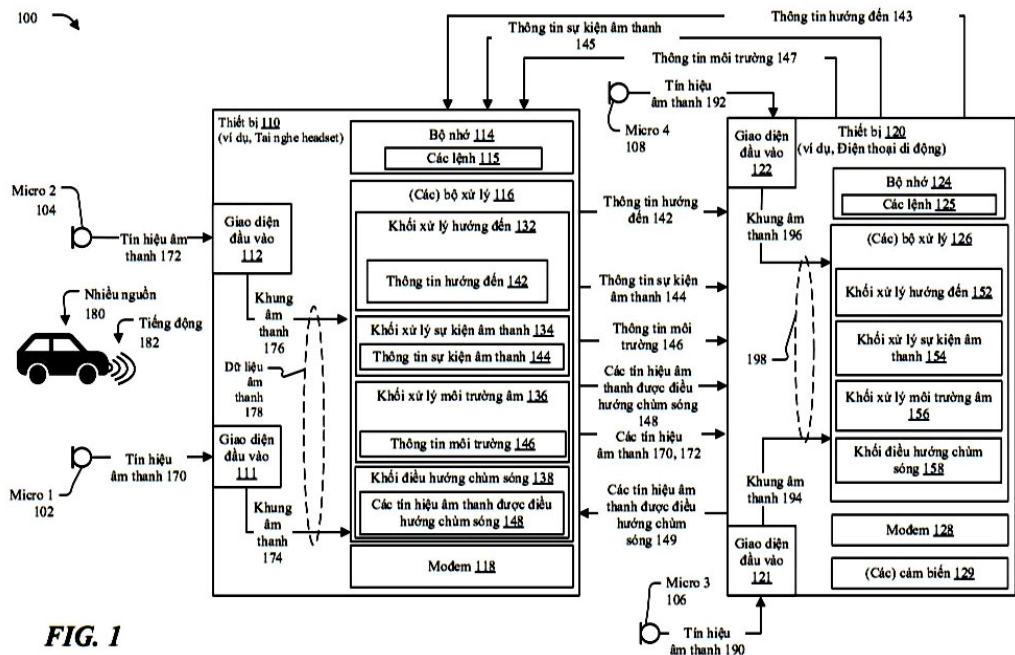 100
Thông tin hướng đến 143
Thông tin sự kiện âm thanh
145
Thông tin môi trường 147
Tín hiệu
âm thanh 192
Micro 4
108
Thiết bị 110
(ví dụ, Tai nghe headset)
Bộ nhớ 114
Các lệnh 115
(Các) bộ xử lý 116
Khối xử lý hướng đến 132
Thông tin hướng đến 142
Khối xử lý sự kiện âm thanh 134
Thông tin sự kiện âm thanh 144
Khối xử lý môi trường âm 136
Thông tin môi trường 146
Khối điều hướng chùm sóng 138
Các tín hiệu âm thanh được điều
hướng chùm sóng 148
Modem 118
Micro 2
104
Tín hiệu âm
thanh 172
Giao diện
đầu vào
112
Khung
âm
thanh
176
Nhiều nguồn
180
Tiếng động
182
Dữ liệu
âm
thanh
178
Giao diện
đầu vào
111
Tín hiệu
âm thanh 170
Micro 1
102
Khung
âm
thanh
174
Thông tin hướng
đến 142
Thông tin sự kiện
âm thanh 144
Thông tin môi
trường 146
Các tín hiệu âm
thanh được điều
hướng chùm sóng
148
Các tín hiệu
âm thanh 170, 172
Các tín hiệu âm
thanh được điều
hướng chùm
sóng 149
Giao diện
đầu vào
122
Thiết bị 120
(ví dụ, Điện thoại di động)
Bộ nhớ 124
Các lệnh 125
Khung âm
thanh 196
(Các) bộ xử lý 126
Khối xử lý hướng đến 152
Khối xử lý sự kiện âm
thanh 154
198
Khối xử lý môi trường âm
156
Khối điều hướng chùm
sóng 158
Khung âm
thanh 194
Giao diện
đầu vào
121
Modem 128
(Các) cảm biến 129
Micro 3
106
Tín hiệu
âm thanh 190
FIG. 1